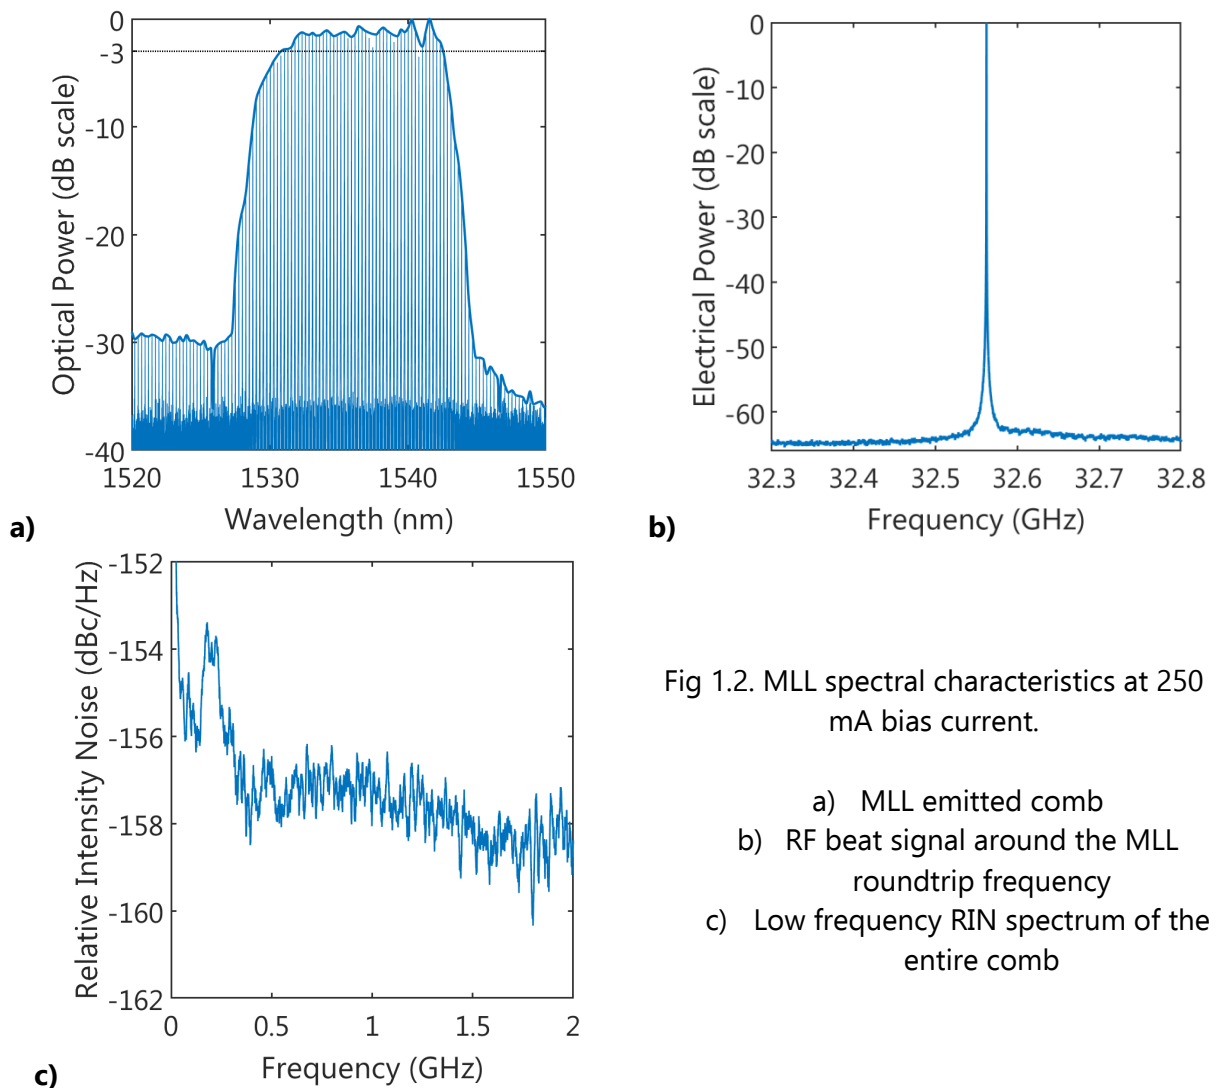 0
-3
-10
-20
-30
-40
1520
1530
1540
1550
Optical Power (dB scale)
Wavelength (nm)
a)
0
-10
-20
-30
-40
-50
-60
32.3
32.4
32.5
32.6
32.7
32.8
Electrical Power (dB scale)
Frequency (GHz)
b)
-152
-154
-156
-158
-160
-162
0
0.5
1
1.5
2
Relative Intensity Noise (dBc/Hz)
Frequency (GHz)
c)
Fig 1.2. MLL spectral characteristics at 250
mA bias current.
a) MLL emitted comb
b) RF beat signal around the MLL
roundtrip frequency
c) Low frequency RIN spectrum of the
entire comb